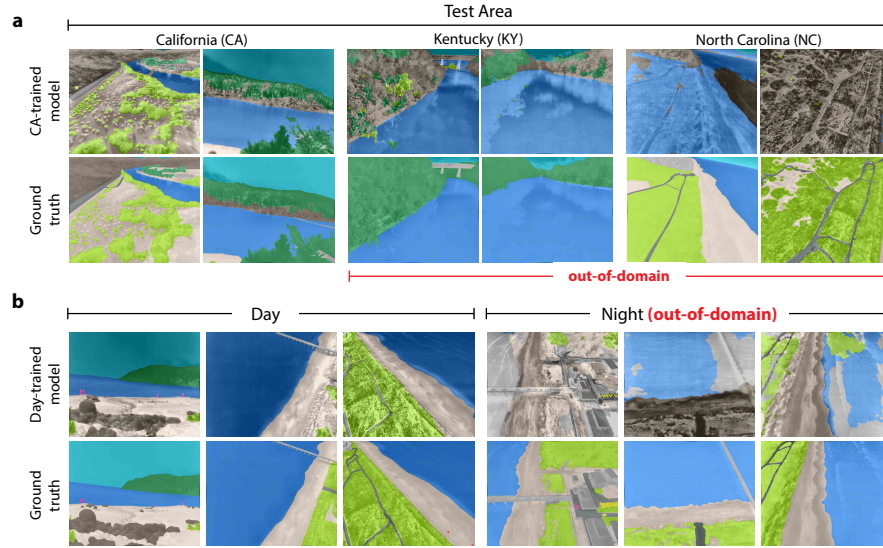 a
Test Area
California (CA)
Kentucky (KY)
North Carolina (NC)
CA-trained
model
Ground
truth
out-of-domain
b
Day
Night (out-of-domain)
Day-trained
model
Ground
truth